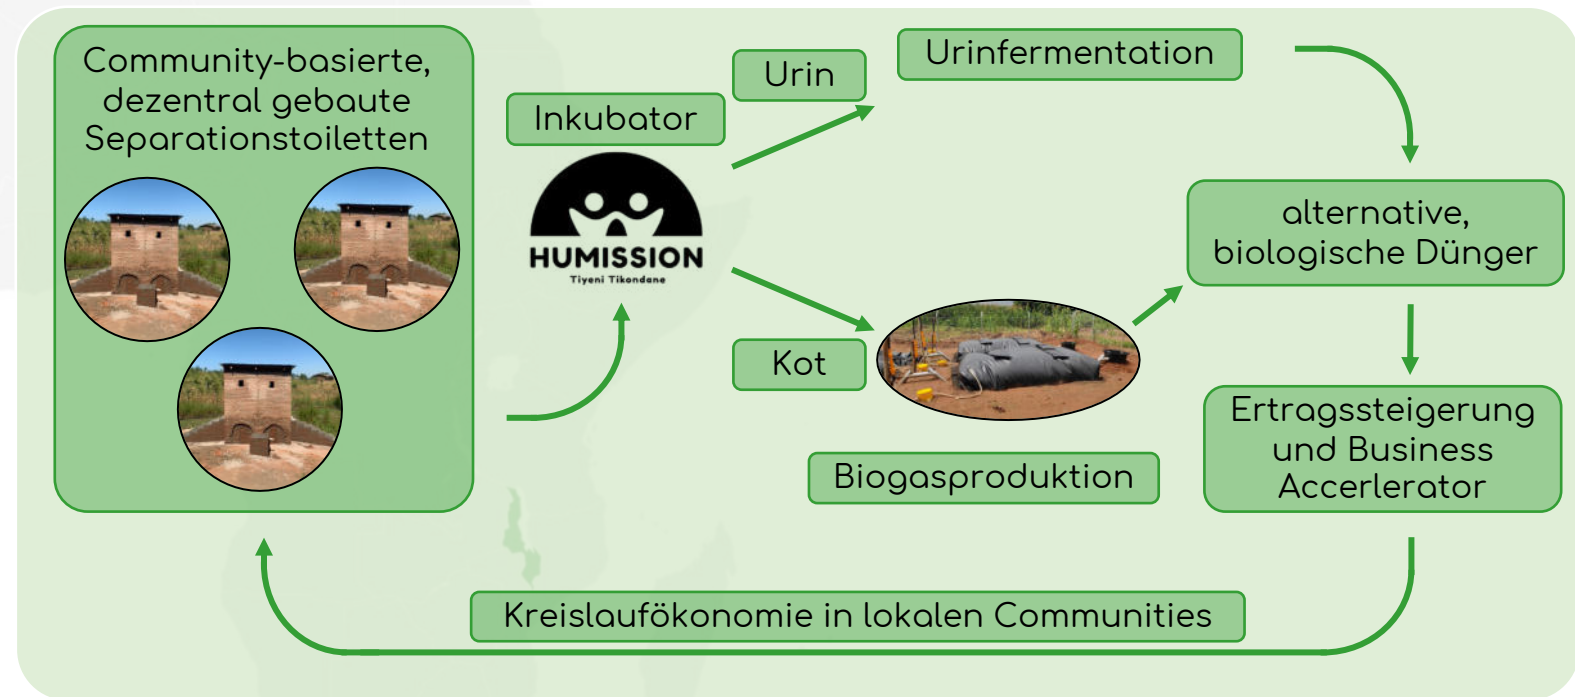 Community-basierte,
dezentral gebaute
Separationstoiletten
Inkubator
HUMISSION
Tiyeni Tikondane
Urin
Urinfermentation
Kot
Biogasproduktion
alternative,
biologische Dünger
Ertragssteigerung
und Business
Accerlerator
Kreislaufökonomie in lokalen Communities